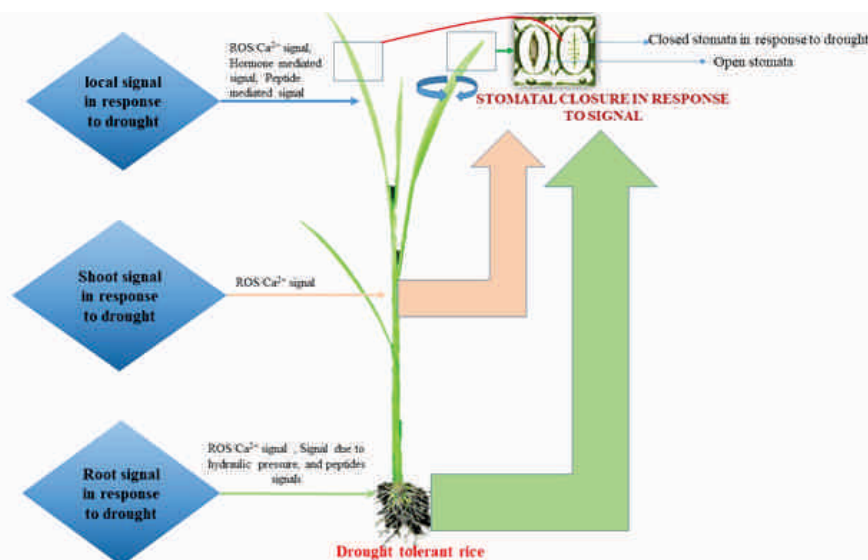 local signal
in response
to drought
ROS/Ca²⁺ signal,
Hormone mediated
signal, Peptide
mediated signal
Closed stomata in response to drought
Open stomata
STOMATAL CLOSURE IN RESPONSE
TO SIGNAL
Shoot signal
in response
to drought
ROS/Ca²⁺ signal
Root signal
in response
to drought
ROS/Ca²⁺ signal , Signal due to
hydraulic pressure, and peptides
signals
Drought tolerant rice